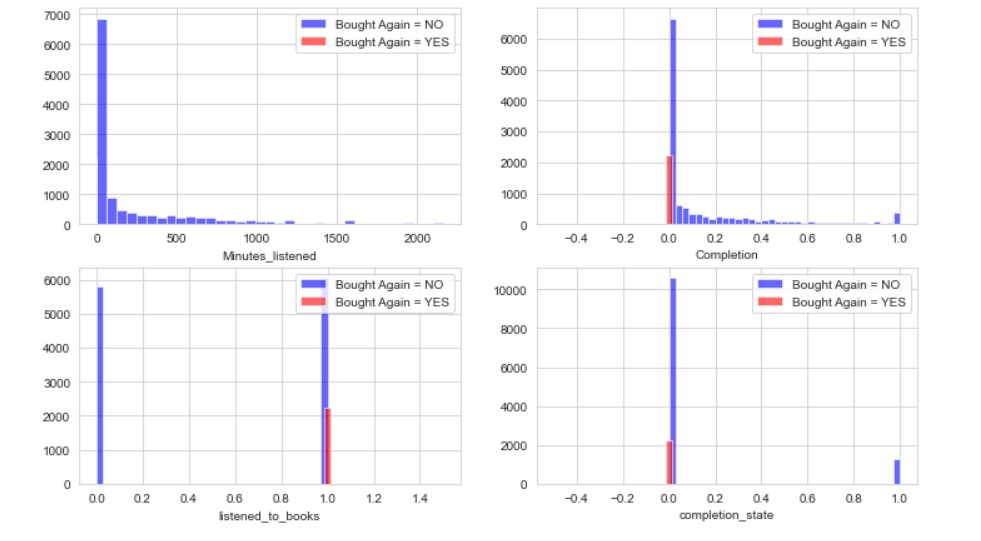 Bought Again = NO
Bought Again = YES
7000
6000
5000
4000
3000
2000
1000
0
0 500 1000 1500 2000
Minutes_listened
Bought Again = NO
Bought Again = YES
6000
5000
4000
3000
2000
1000
0
−0.4 −0.2 0.0 0.2 0.4 0.6 0.8 1.0
Completion
Bought Again = NO
Bought Again = YES
6000
5000
4000
3000
2000
1000
0
0.0 0.2 0.4 0.6 0.8 1.0 1.2 1.4
listened_to_books
Bought Again = NO
Bought Again = YES
10000
8000
6000
4000
2000
0
−0.4 −0.2 0.0 0.2 0.4 0.6 0.8 1.0
completion_state